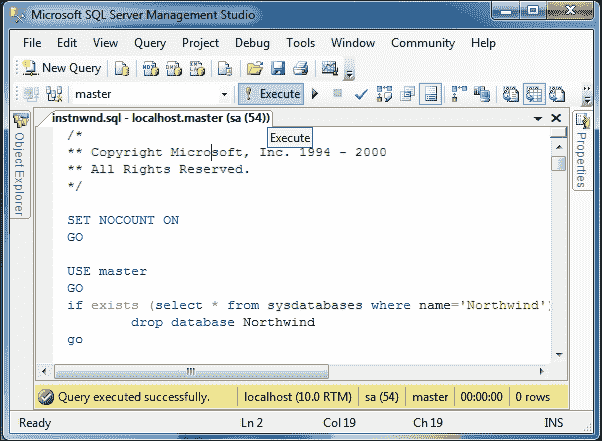 Microsoft SQL Server Management Studio
File Edit View Query Project Debug Tools Window Community Help
New Query
master Execute
instnwnd.sql - localhost.master (sa (54))
Execute
Object Explorer
Properties
/*
** Copyright Microsoft, Inc. 1994 - 2000
** All Rights Reserved.
*/
SET NOCOUNT ON
GO
USE master
GO
if exists (select * from sysdatabases where name='Northwind')
drop database Northwind
go
Query executed successfully. localhost (10.0 RTM) sa (54) master 00:00:00 0 rows
Ready Ln 2 Col 19 Ch 19 INS